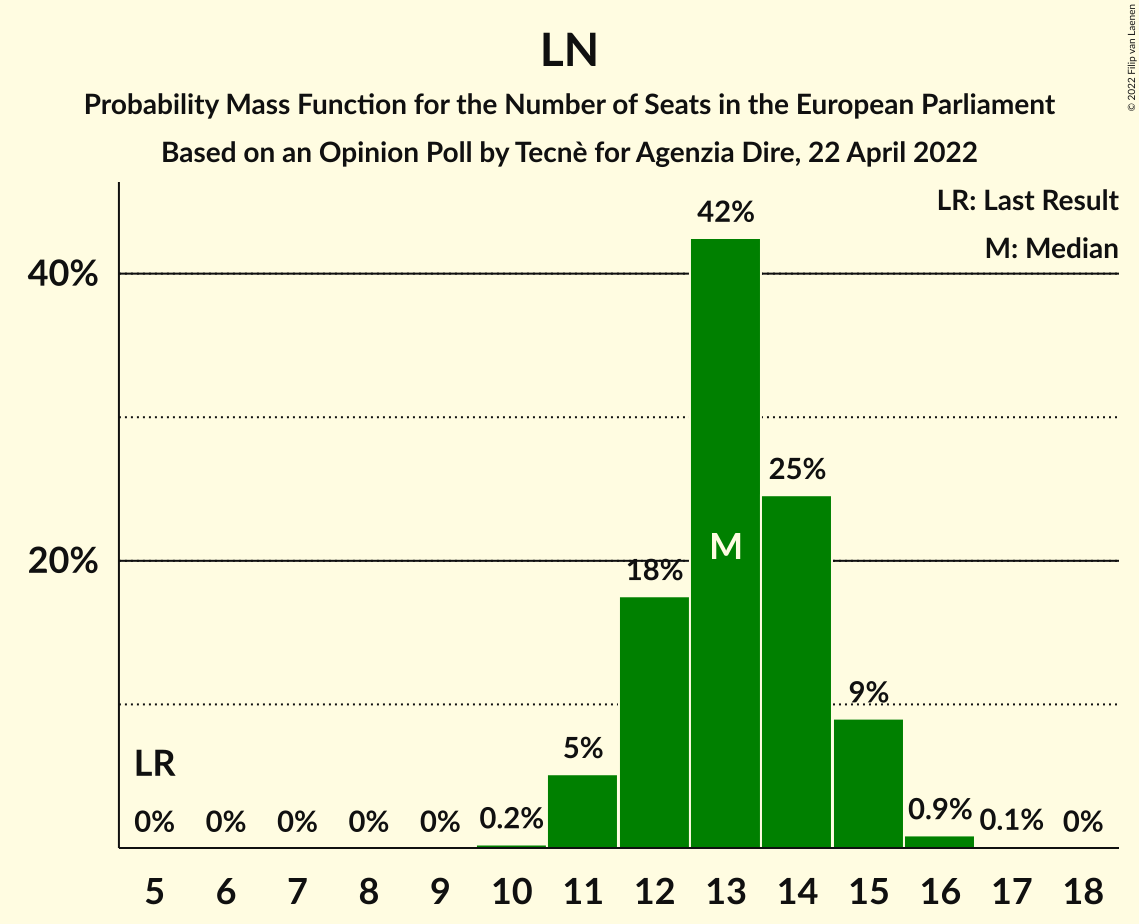 LN
Probability Mass Function for the Number of Seats in the European Parliament
Based on an Opinion Poll by Tecnè for Agenzia Dire, 22 April 2022
© 2022 Filip van Laenen
LR: Last Result
M: Median
42%
40%
25%
M
20%
18%
9%
5%
LR
0% 0% 0% 0% 0% 0.2% 0.9% 0.1% 0%
5 6 7 8 9 10 11 12 13 14 15 16 17 18